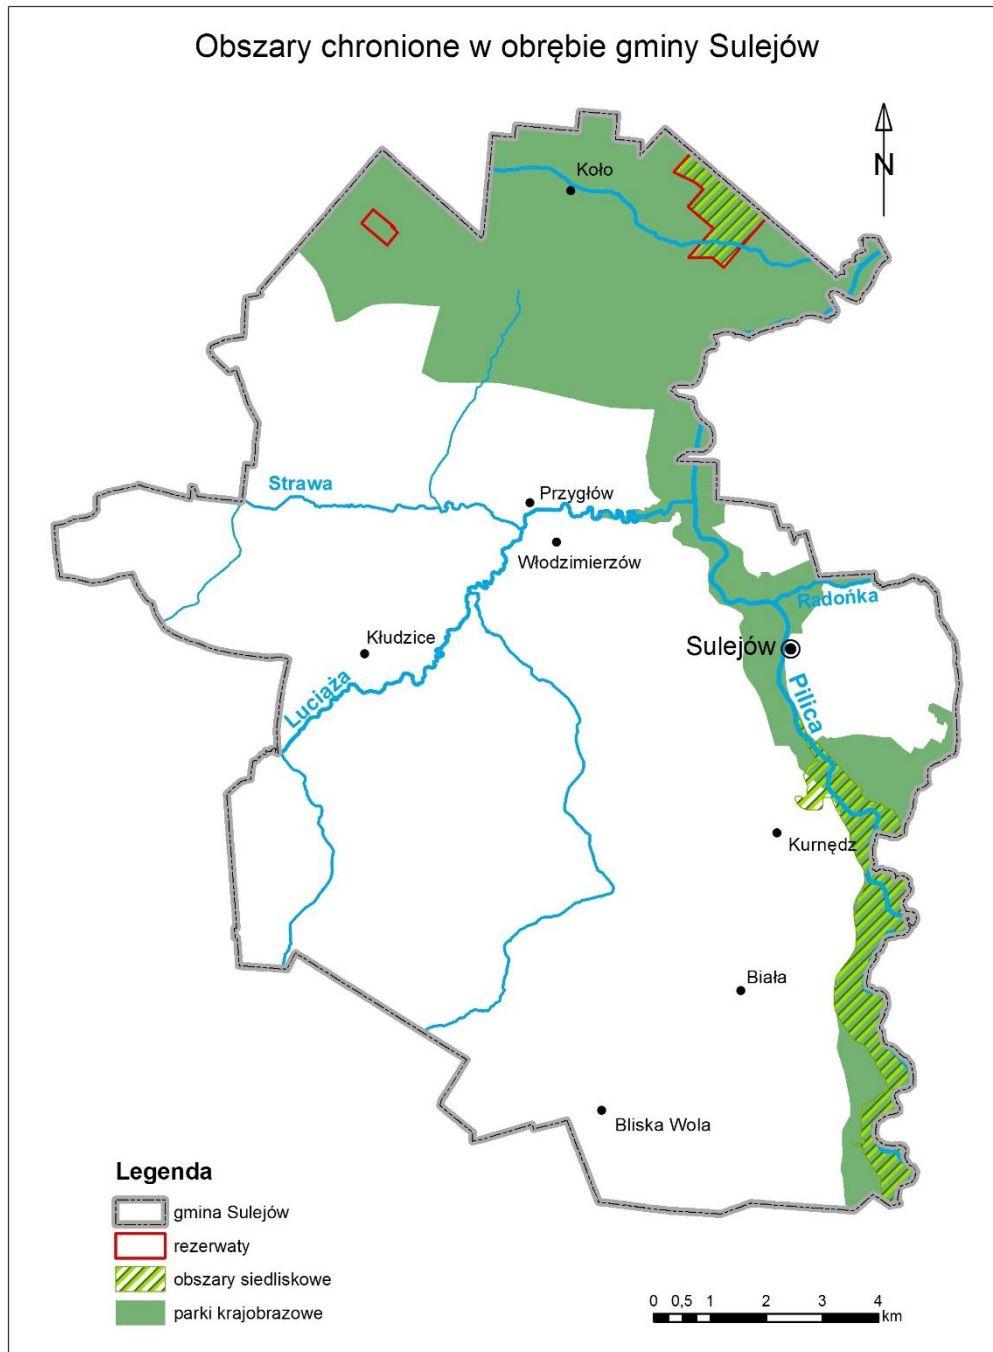 Obszary chronione w obrębie gminy Sulejów
N
Koło
Strawa
Przygłów
Włodzimierzów
Radońka
Kłudzice
Sulejów
Luciąża
Pilica
Kurnędz
Biała
Bliska Wola
Legenda
gmina Sulejów
rezerwaty
obszary siedliskowe
parki krajobrazowe
0 0,5 1 2 3 4
km